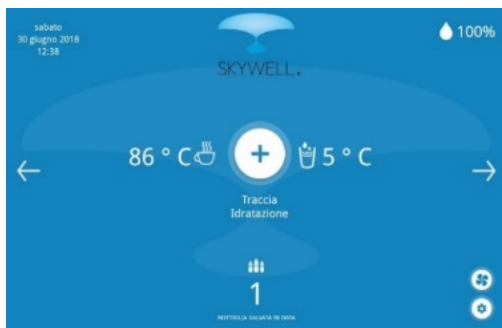 sabato
30 giugno 2018
12:38
100%
SKYWELL.
86 ° C
5 ° C
Traccia
Idratazione
1
BOTTIGLIA SALVATA IN DATA